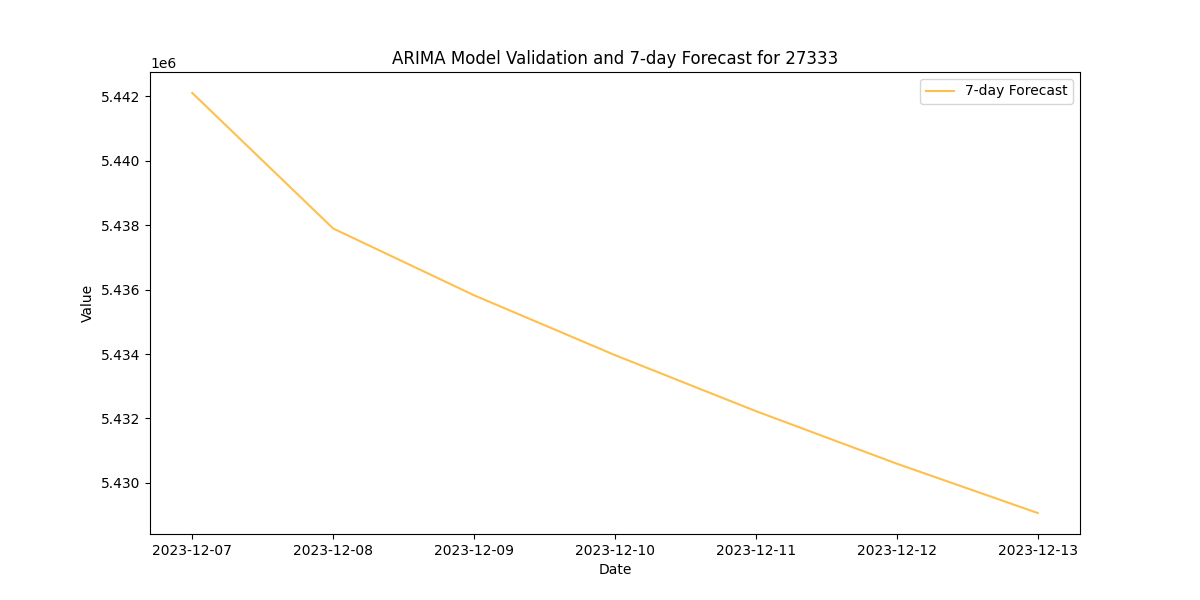 ARIMA Model Validation and 7-day Forecast for 27333
1e6
7-day Forecast
5.442
5.440
5.438
5.436
5.434
5.432
5.430
Value
2023-12-07 2023-12-08 2023-12-09 2023-12-10 2023-12-11 2023-12-12 2023-12-13
Date